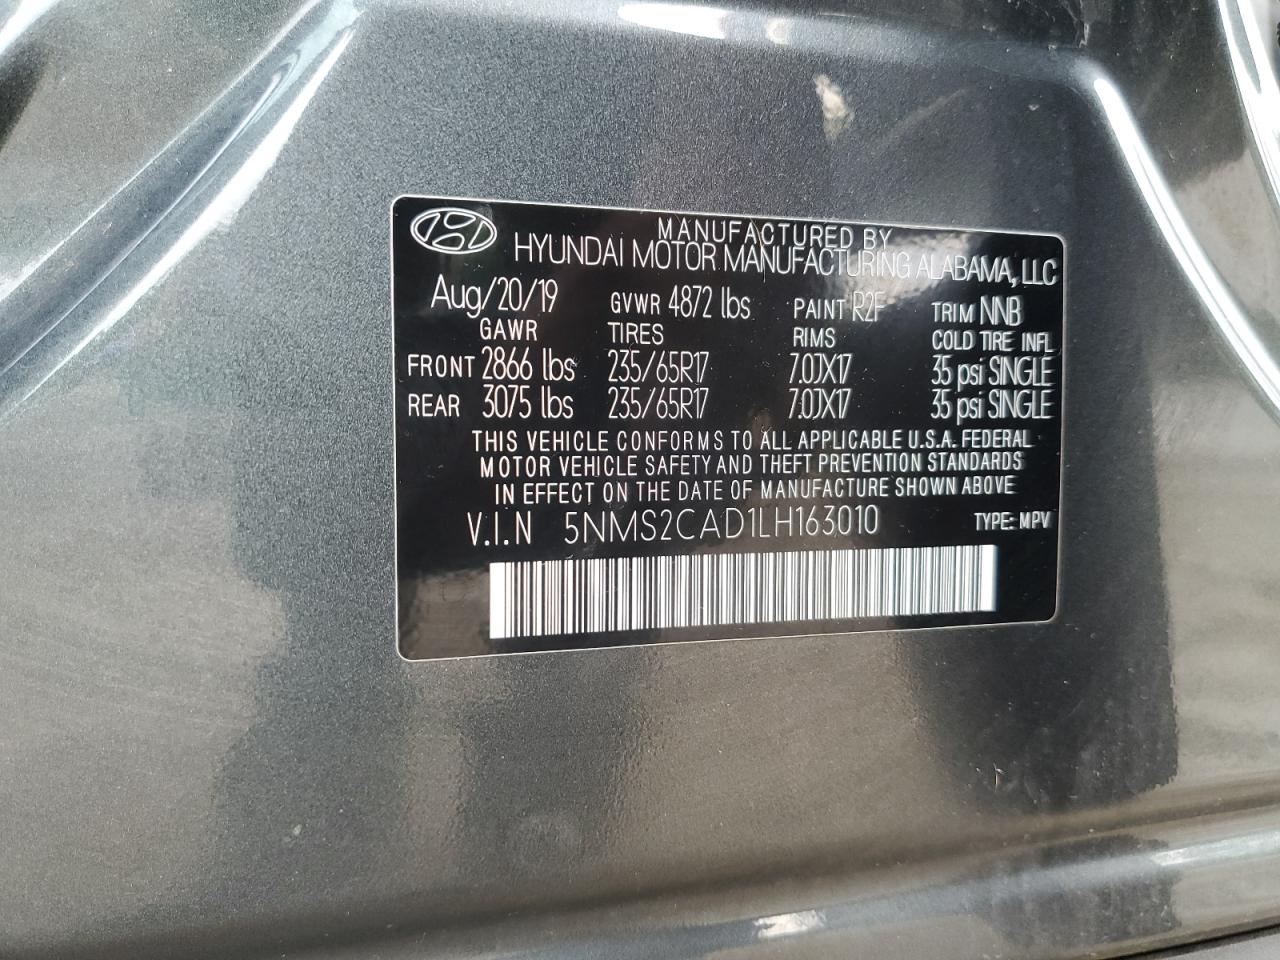 MANUFACTURED BY
HYUNDAI MOTOR MANUFACTURING ALABAMA, LLC
Aug/20/19 GVWR 4872 lbs PAINT R2F TRIM NNB
GAWR TIRES RIMS COLD TIRE INFL
FRONT 2866 lbs 235/65R17 7.0JX17 35 psi SINGLE
REAR 3075 lbs 235/65R17 7.0JX17 35 psi SINGLE
THIS VEHICLE CONFORMS TO ALL APPLICABLE U.S.A. FEDERAL
MOTOR VEHICLE SAFETY AND THEFT PREVENTION STANDARDS
IN EFFECT ON THE DATE OF MANUFACTURE SHOWN ABOVE
V.I.N 5NMS2CAD1LH163010 TYPE: MPV